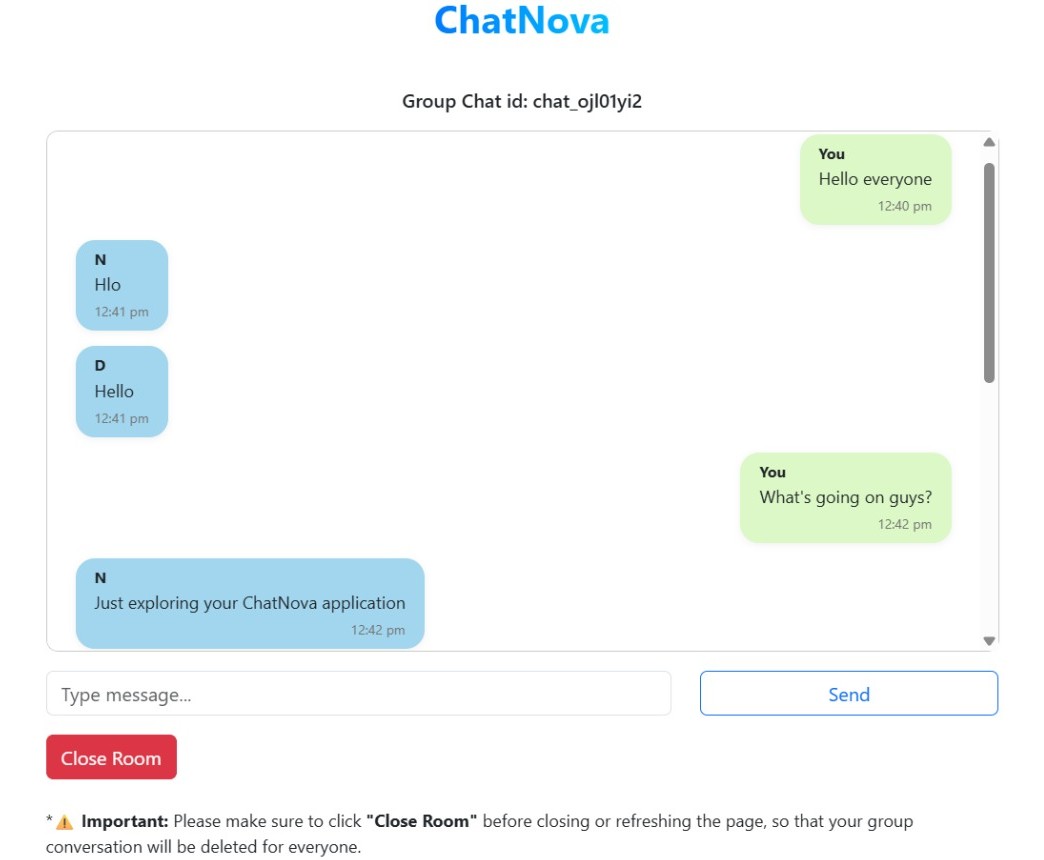 ChatNova
Group Chat id: chat_ojl01yi2
You
Hello everyone
12:40 pm
N
Hlo
12:41 pm
D
Hello
12:41 pm
You
What's going on guys?
12:42 pm
N
Just exploring your ChatNova application
12:42 pm
Type message...
Send
Close Room
*⚠️ Important: Please make sure to click "Close Room" before closing or refreshing the page, so that your group
conversation will be deleted for everyone.